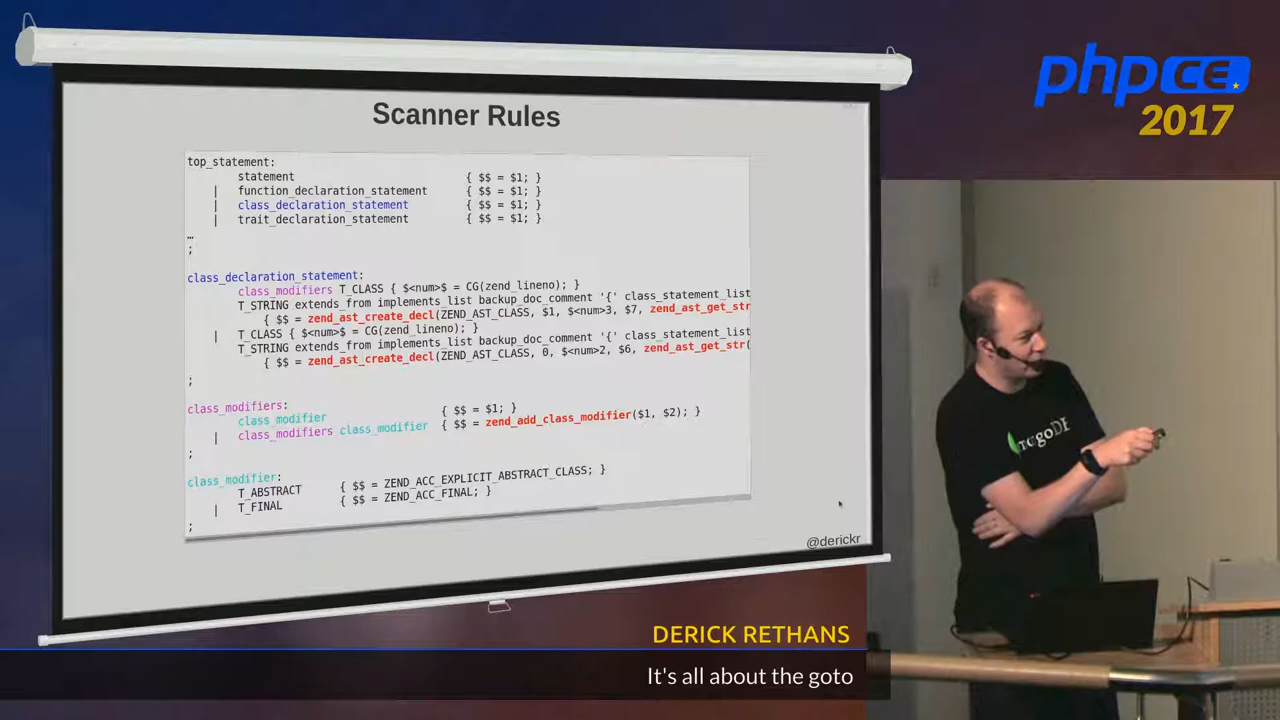 Scanner Rules
top_statement:
statement { $$ = $1; }
| function_declaration_statement { $$ = $1; }
| class_declaration_statement { $$ = $1; }
| trait_declaration_statement { $$ = $1; }
…
;
class_declaration_statement:
class_modifiers T_CLASS { $<num>$ = CG(zend_lineno); }
T_STRING extends_from implements_list backup_doc_comment '{' class_statement_list
{ $$ = zend_ast_create_decl(ZEND_AST_CLASS, $1, $<num>3, $7, zend_ast_get_str
| T_CLASS { $<num>$ = CG(zend_lineno); }
T_STRING extends_from implements_list backup_doc_comment '{' class_statement_list
{ $$ = zend_ast_create_decl(ZEND_AST_CLASS, 0, $<num>2, $6, zend_ast_get_str(
;
class_modifiers:
class_modifier { $$ = $1; }
| class_modifiers class_modifier { $$ = zend_add_class_modifier($1, $2); }
;
class_modifier:
T_ABSTRACT { $$ = ZEND_ACC_EXPLICIT_ABSTRACT_CLASS; }
| T_FINAL { $$ = ZEND_ACC_FINAL; }
;
@derickr
phpCE
2017
mongoDB
DERICK RETHANS
It's all about the goto